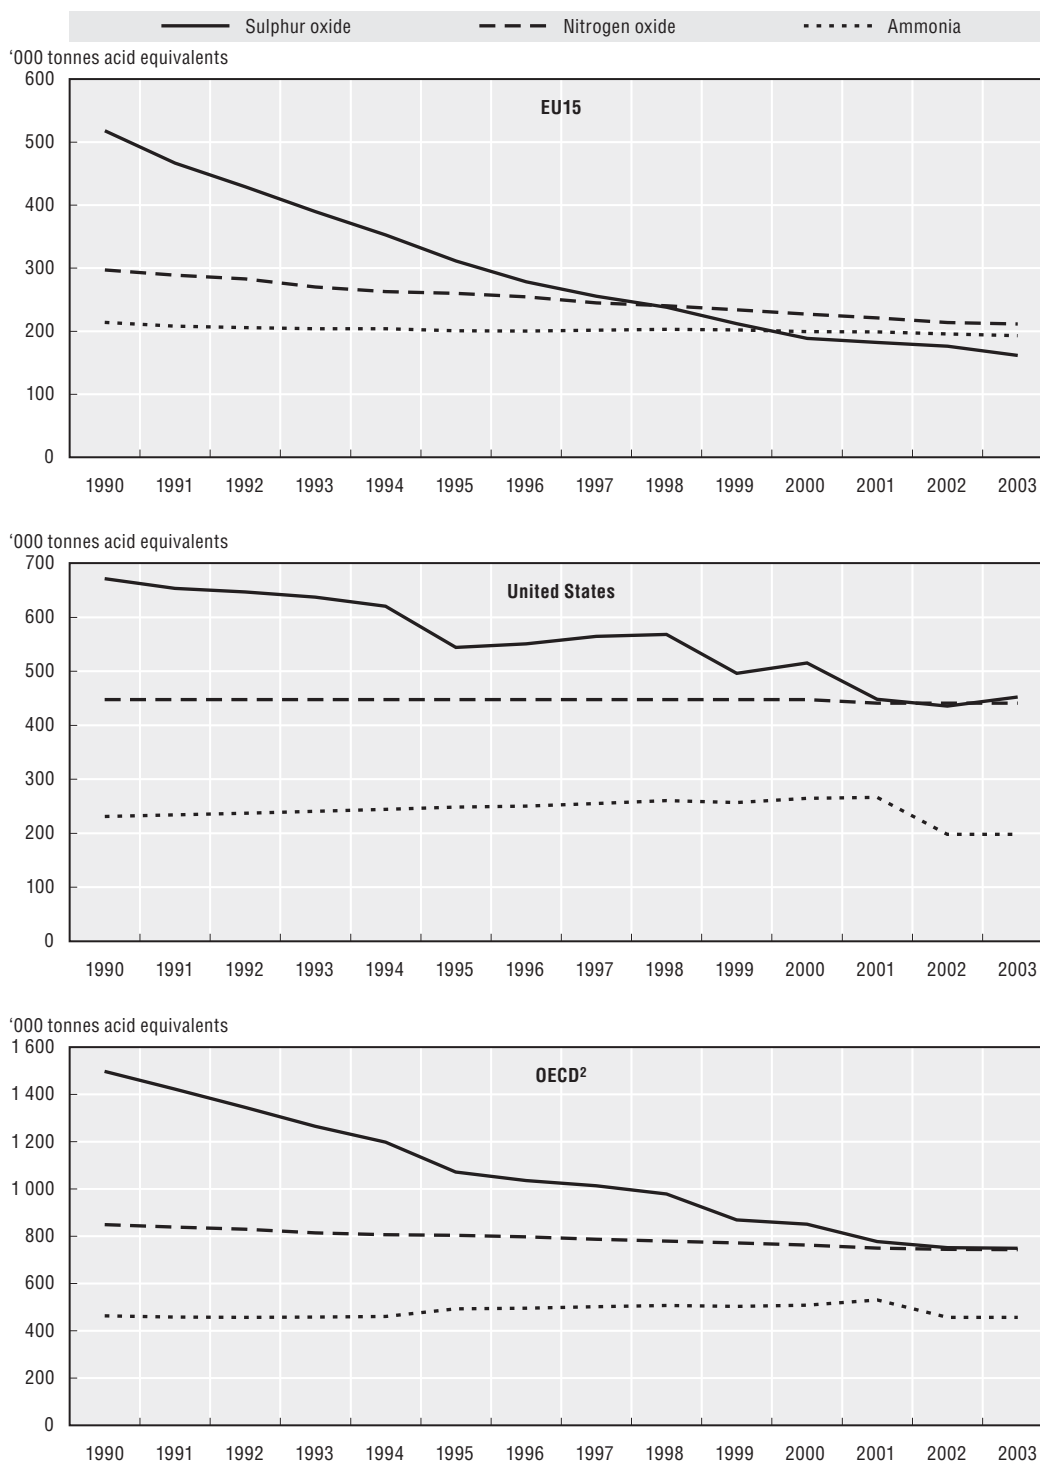 Sulphur oxide Nitrogen oxide Ammonia
‘000 tonnes acid equivalents
600
EU15
500
400
300
200
100
0
1990 1991 1992 1993 1994 1995 1996 1997 1998 1999 2000 2001 2002 2003
‘000 tonnes acid equivalents
700
United States
600
500
400
300
200
100
0
1990 1991 1992 1993 1994 1995 1996 1997 1998 1999 2000 2001 2002 2003
‘000 tonnes acid equivalents
1 600
OECD²
1 400
1 200
1 000
800
600
400
200
0
1990 1991 1992 1993 1994 1995 1996 1997 1998 1999 2000 2001 2002 2003